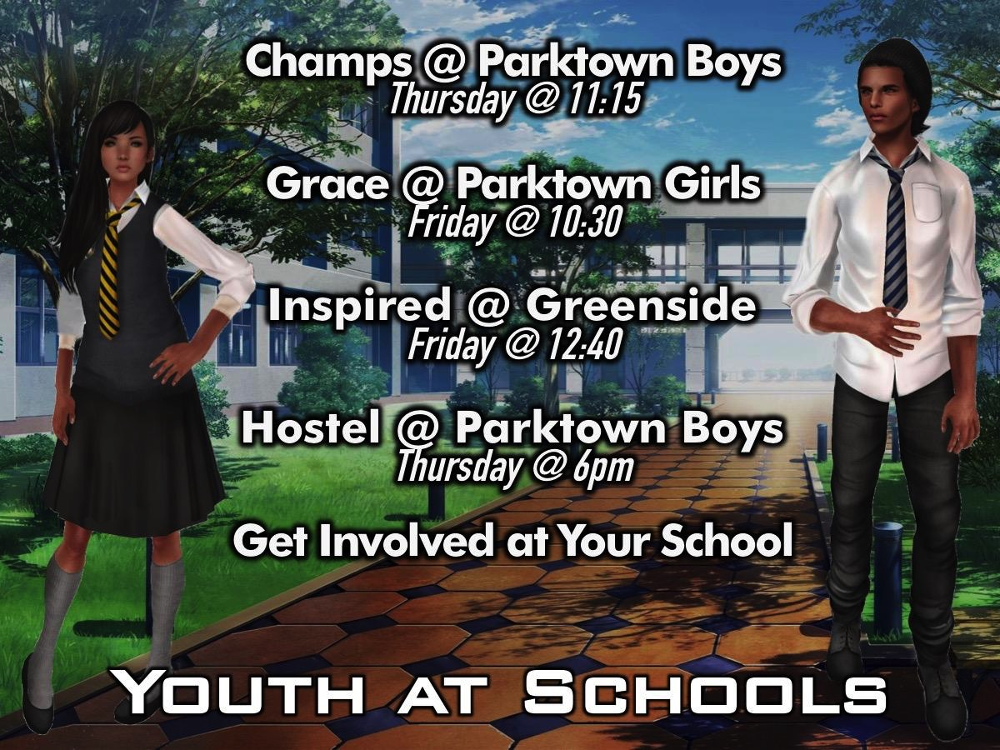 Champs @ Parktown Boys
Thursday @ 11:15
Grace @ Parktown Girls
Friday @ 10:30
Inspired @ Greenside
Friday @ 12:40
Hostel @ Parktown Boys
Thursday @ 6pm
Get Involved at Your School
Youth at Schools